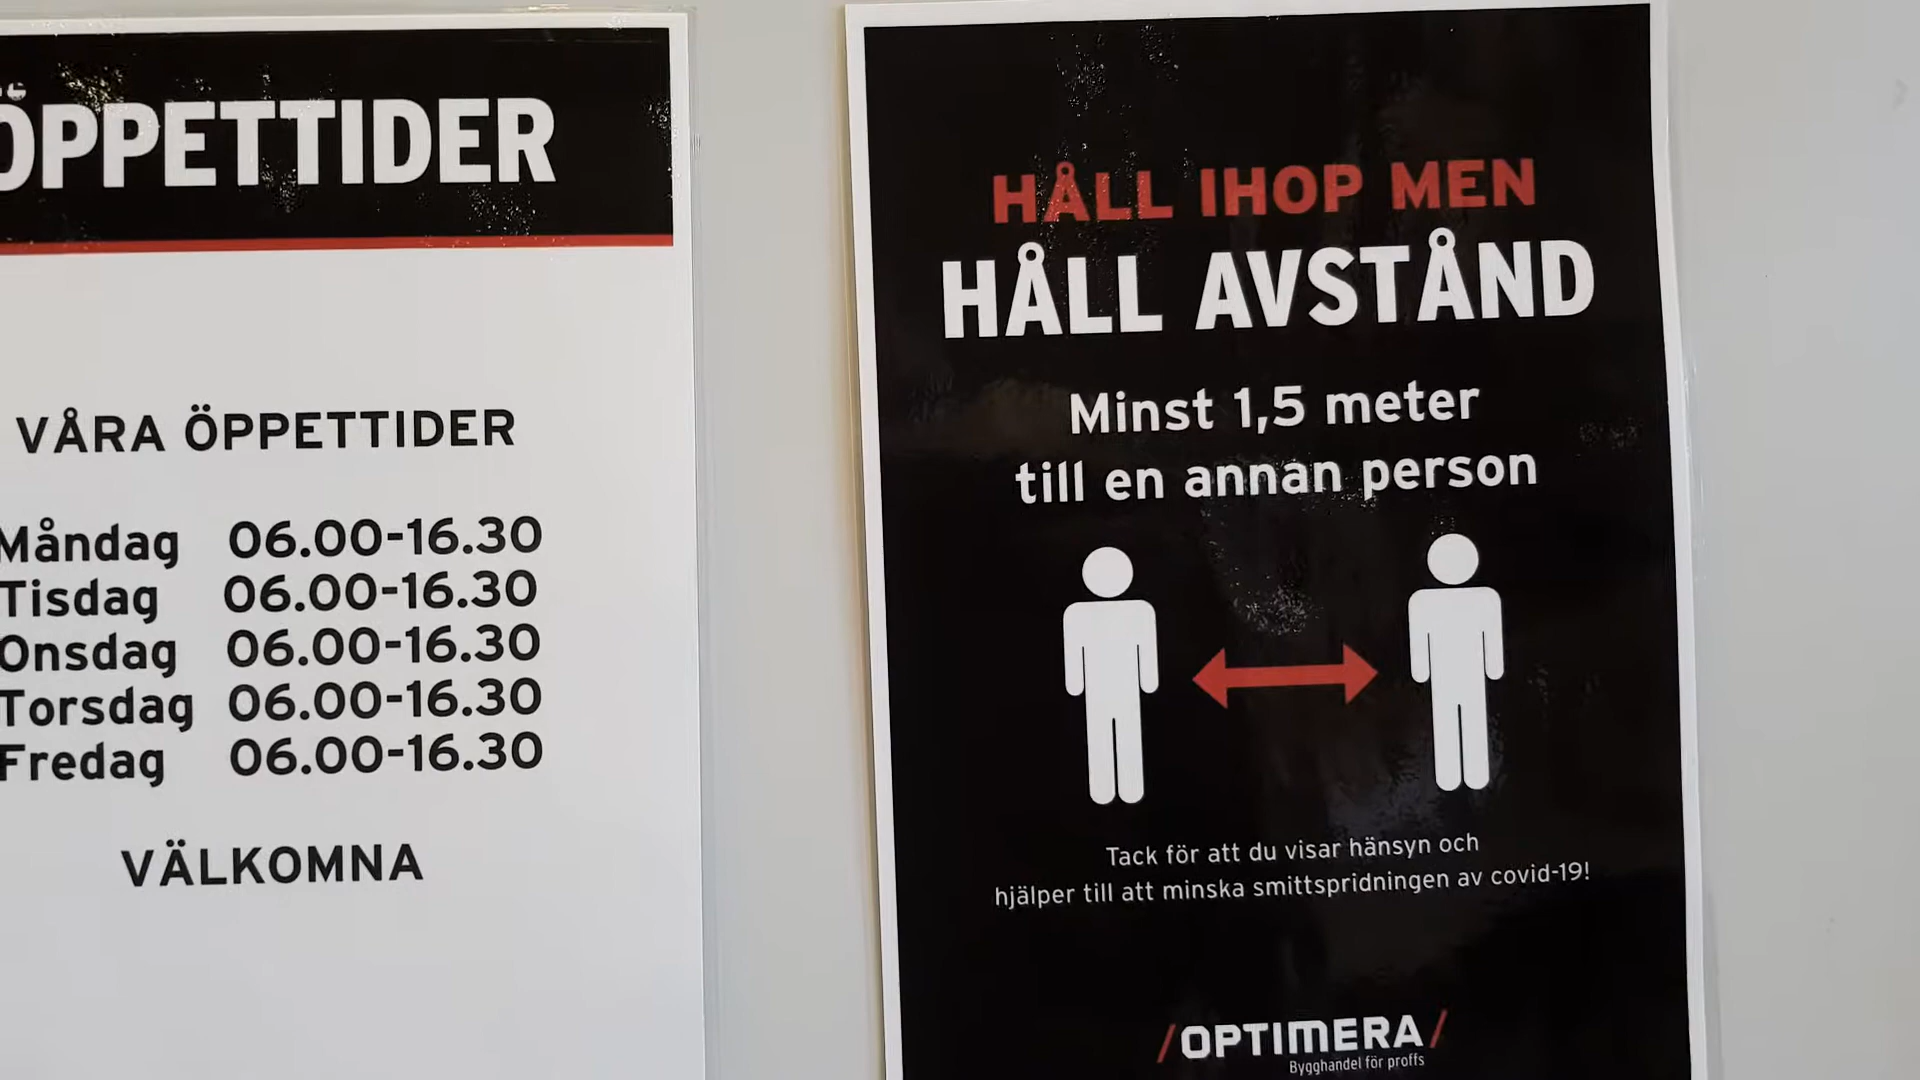 ÖPPETTIDER
VÅRA ÖPPETTIDER
Måndag 06.00-16.30
Tisdag 06.00-16.30
Onsdag 06.00-16.30
Torsdag 06.00-16.30
Fredag 06.00-16.30
VÄLKOMNA
HÅLL IHOP MEN
HÅLL AVSTÅND
Minst 1,5 meter
till en annan person
Tack för att du visar hänsyn och
hjälper till att minska smittspridningen av covid-19!
/OPTIMERA/
Bygghandel för proffs